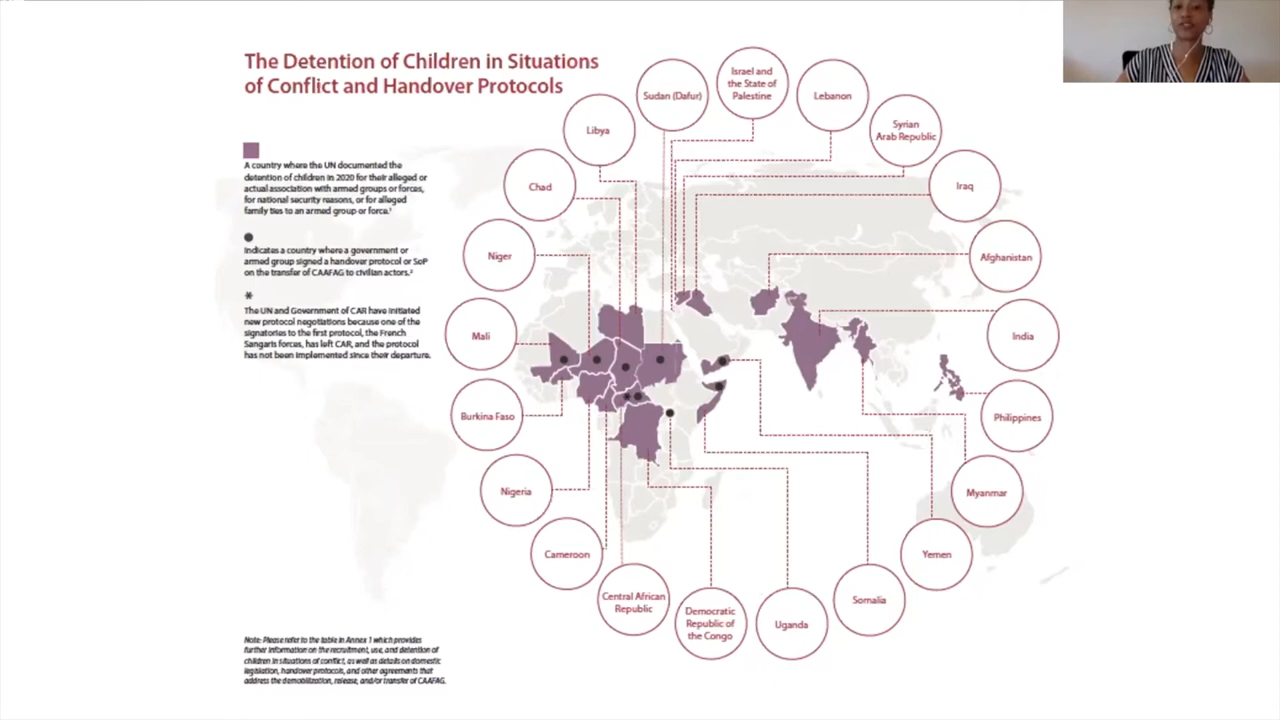 The Detention of Children in Situations
of Conflict and Handover Protocols
A country where the UN documented the
detention of children in 2020 for their alleged or
actual association with armed groups or forces,
for national security reasons, or for alleged
family ties to an armed group or force.¹
Indicates a country where a government or
armed group signed a handover protocol or SoP
on the transfer of CAAFAG to civilian actors.²
*
The UN and Government of CAR have initiated
new protocol negotiations because one of the
signatories to the first protocol, the French
Sangaris forces, has left CAR, and the protocol
has not been implemented since their departure.
Note: Please refer to the table in Annex 1 which provides
further information on the recruitment, use, and detention of
children in situations of conflict, as well as details on domestic
legislation, handover protocols, and other agreements that
address the demobilization, release, and/or transfer of CAAFAG.
Israel and
the State of
Palestine
Sudan (Dafur)
Lebanon
Libya
Syrian
Arab Republic
Chad
Iraq
Niger
Afghanistan
Mali
India
Burkina Faso
Philippines
Nigeria
Myanmar
Cameroon
Yemen
Central African
Republic
Somalia
Democratic
Republic of
the Congo
Uganda